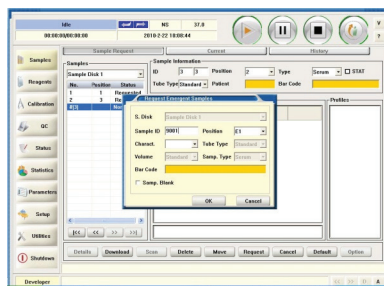 Idle NS 37.0 V
00:00:00/00:00:00 2010-2-22 18:08:44 ?
Sample Request Current History
Samples
Reagents
Calibration
QC
Status
Statistics
Parameters
Setup
Utilities
Shutdown
Samples
Sample Disk 1
No. Position Status
1 1 Requested
2 3 Re
Sample Information
ID 3 3 Position 2 Type Serum STAT
Tube Type Standard Patient Bar Code
Profiles
Request Emergent Samples
S. Disk Sample Disk 1
Sample ID 9001 Position E1
Charact. Tube Type Standard
Volume Standard Samp. Type Serum
Bar Code
Samp. Blank
OK Cancel
|<< << >> >>|
Details Download Scan Delete Move Request Cancel Default Option
Developer << >> A